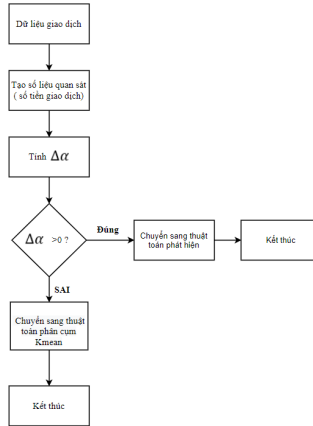 Dữ liệu giao dịch
Tạo số liệu quan sát
( số tiền giao dịch)
Tính Δα
Δα >0 ?
Đúng
Chuyển sang thuật
toán phát hiện
Kết thúc
SAI
Chuyển sang thuật
toán phân cụm
Kmean
Kết thúc